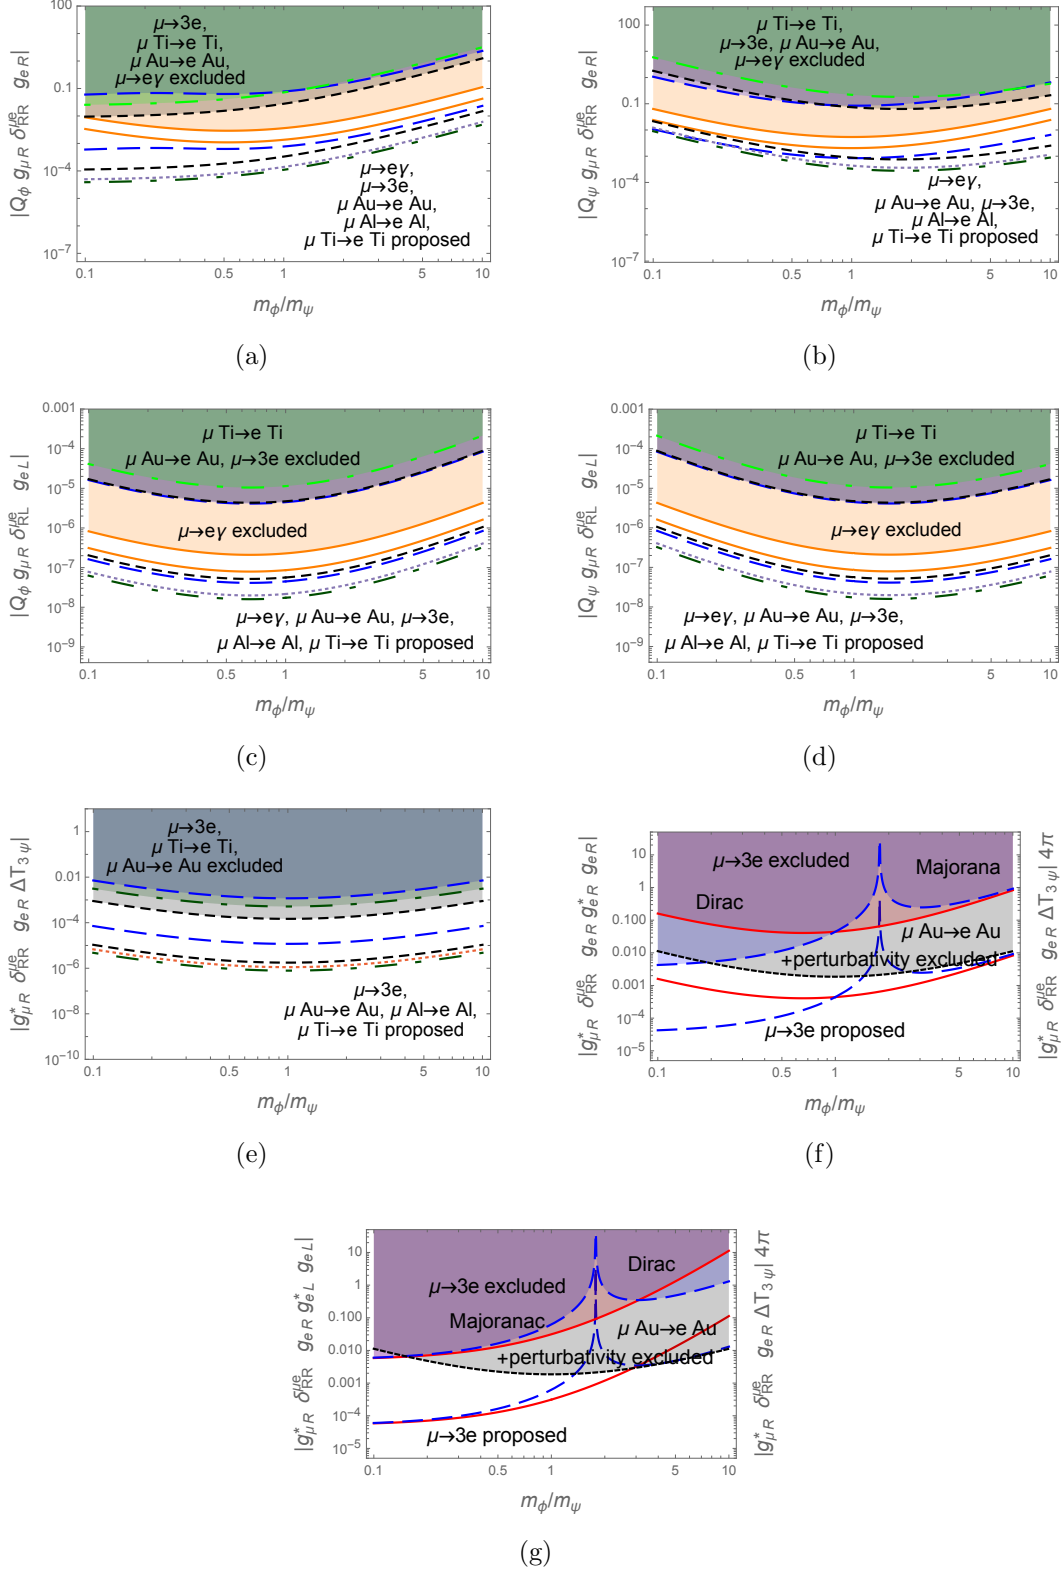 μ→3e,
μ Ti→e Ti,
μ Au→e Au,
μ→eγ excluded
μ→eγ,
μ→3e,
μ Au→e Au,
μ Al→e Al,
μ Ti→e Ti proposed
|Q_ϕ g_μR δ^μe_RR g_eR|
100
0.1
10^-4
10^-7
0.1 0.5 1 5 10
m_ϕ/m_ψ
(a)
μ Ti→e Ti,
μ→3e, μ Au→e Au,
μ→eγ excluded
μ→eγ,
μ Au→e Au, μ→3e,
μ Al→e Al,
μ Ti→e Ti proposed
|Q_ψ g_μR δ^μe_RR g_eR|
100
0.1
10^-4
10^-7
0.1 0.5 1 5 10
m_ϕ/m_ψ
(b)
μ Ti→e Ti
μ Au→e Au, μ→3e excluded
μ→eγ excluded
μ→eγ, μ Au→e Au, μ→3e,
μ Al→e Al, μ Ti→e Ti proposed
|Q_ϕ g_μR δ^μe_RL g_eL|
0.001
10^-4
10^-5
10^-6
10^-7
10^-8
10^-9
0.1 0.5 1 5 10
m_ϕ/m_ψ
(c)
μ Ti→e Ti
μ Au→e Au, μ→3e excluded
μ→eγ excluded
μ→eγ, μ Au→e Au, μ→3e,
μ Al→e Al, μ Ti→e Ti proposed
|Q_ψ g_μR δ^μe_RL g_eL|
0.001
10^-4
10^-5
10^-6
10^-7
10^-8
10^-9
0.1 0.5 1 5 10
m_ϕ/m_ψ
(d)
μ→3e,
μ Ti→e Ti,
μ Au→e Au excluded
μ→3e,
μ Au→e Au, μ Al→e Al,
μ Ti→e Ti proposed
|g*_μR δ^μe_RR g_eR ΔT_3ψ|
1
0.01
10^-4
10^-6
10^-8
10^-10
0.1 0.5 1 5 10
m_ϕ/m_ψ
(e)
μ→3e excluded
Majorana
Dirac
μ Au→e Au
+perturbativity excluded
μ→3e proposed
|g*_μR δ^μe_RR g_eR g*_eR g_eR|
|g*_μR δ^μe_RR g_eR ΔT_3ψ| 4π
10
1
0.100
0.010
0.001
10^-4
10^-5
0.1 0.5 1 5 10
m_ϕ/m_ψ
(f)
Dirac
μ→3e excluded
Majoranac
μ Au→e Au
+perturbativity excluded
μ→3e proposed
|g*_μR δ^μe_RR g_eR g*_eL g_eL|
|g*_μR δ^μe_RR g_eR ΔT_3ψ| 4π
10
1
0.100
0.010
0.001
10^-4
10^-5
0.1 0.5 1 5 10
m_ϕ/m_ψ
(g)